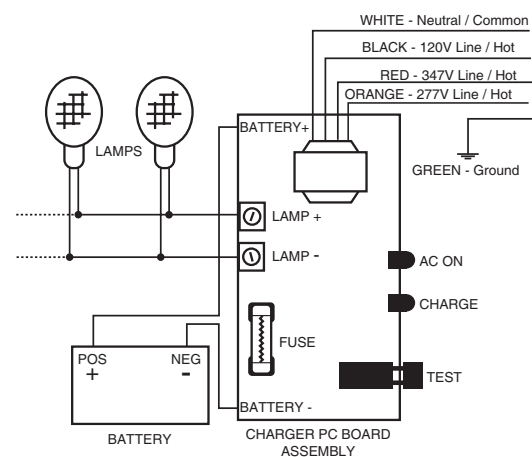 WHITE - Neutral / Common
BLACK - 120V Line / Hot
RED - 347V Line / Hot
ORANGE - 277V Line / Hot
BATTERY+
LAMPS
GREEN - Ground
LAMP +
LAMP -
AC ON
CHARGE
FUSE
POS
+
NEG
-
TEST
BATTERY -
BATTERY
CHARGER PC BOARD
ASSEMBLY